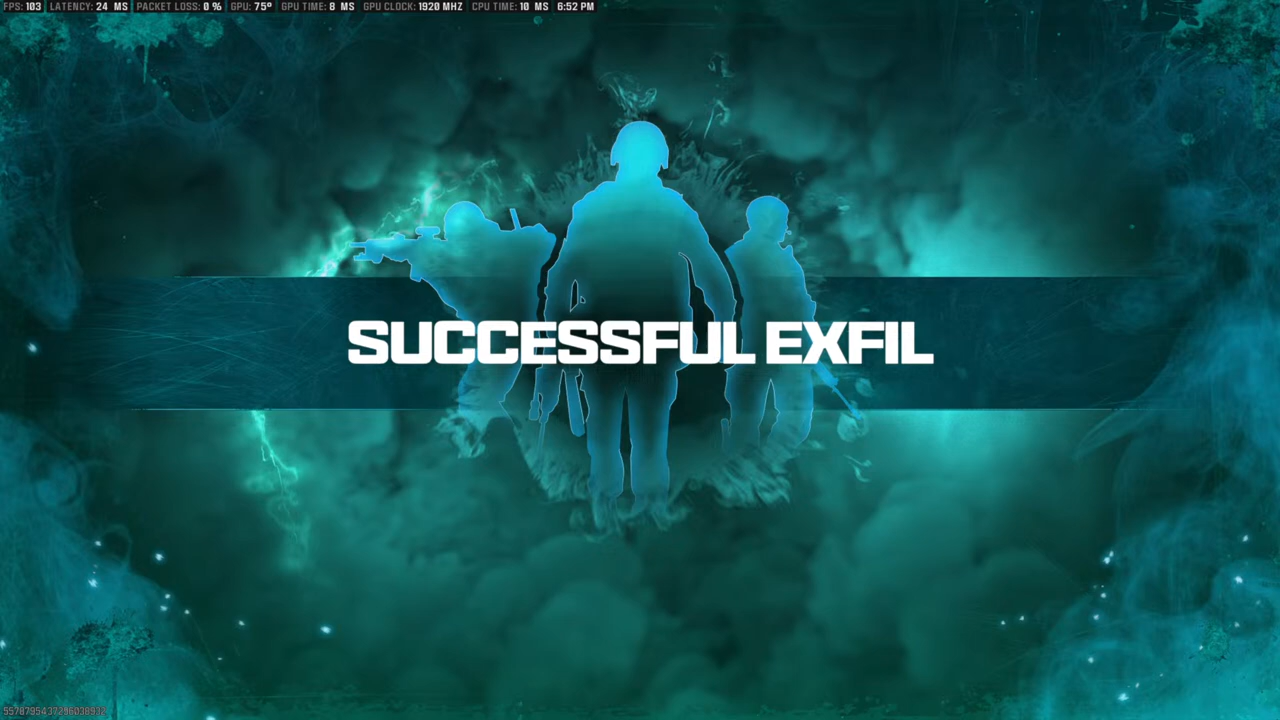 FPS: 103 LATENCY: 24 MS PACKET LOSS: 0 % GPU: 75° GPU TIME: 8 MS GPU CLOCK: 1920 MHZ CPU TIME: 10 MS 6:52 PM
SUCCESSFUL EXFIL
5578795437296038932